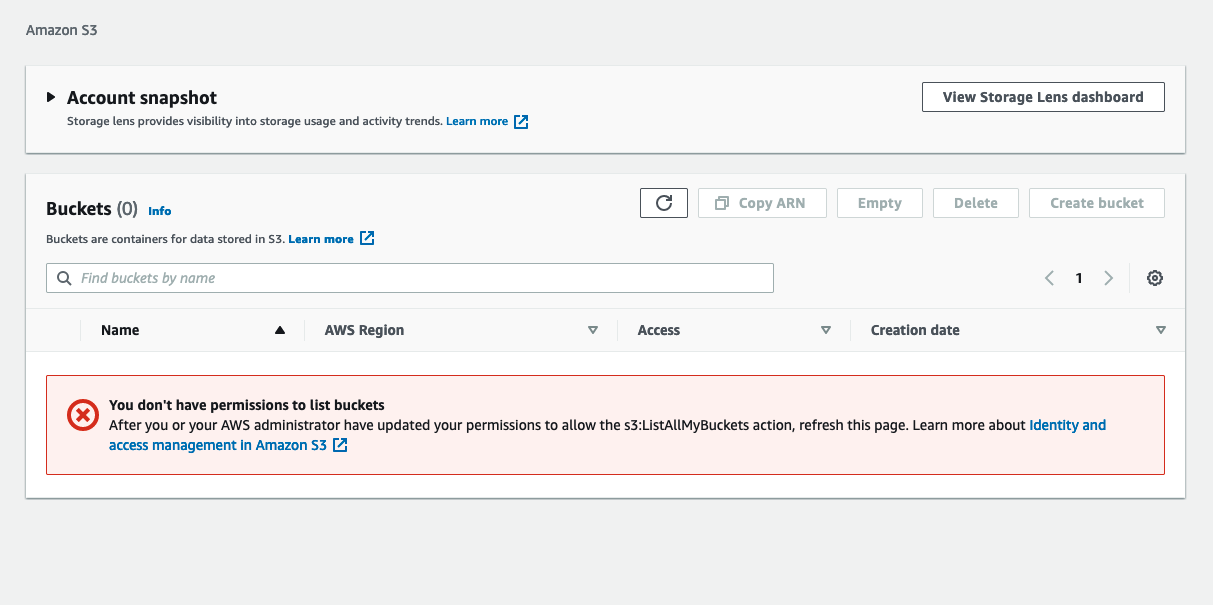 Amazon S3
Account snapshot
View Storage Lens dashboard
Storage lens provides visibility into storage usage and activity trends. Learn more
Buckets (0) Info
Copy ARN
Empty
Delete
Create bucket
Buckets are containers for data stored in S3. Learn more
Find buckets by name
1
Name
AWS Region
Access
Creation date
You don't have permissions to list buckets
After you or your AWS administrator have updated your permissions to allow the s3:ListAllMyBuckets action, refresh this page. Learn more about Identity and
access management in Amazon S3